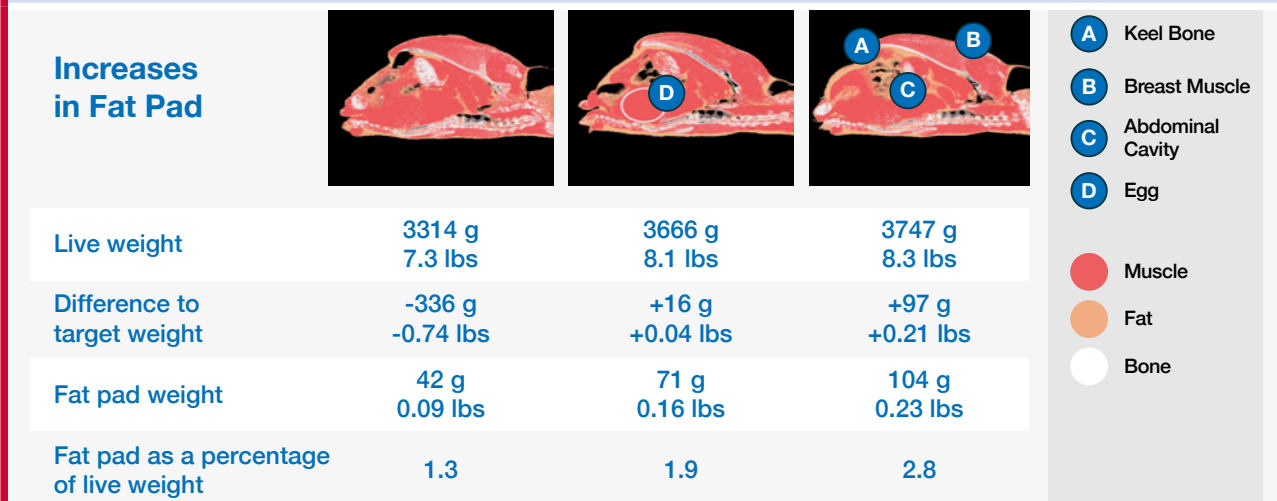 Increases
in Fat Pad
D
A
B
C
A Keel Bone
B Breast Muscle
C Abdominal
Cavity
D Egg
Muscle
Fat
Bone
Live weight
3314 g
7.3 lbs
3666 g
8.1 lbs
3747 g
8.3 lbs
Difference to
target weight
-336 g
-0.74 lbs
+16 g
+0.04 lbs
+97 g
+0.21 lbs
Fat pad weight
42 g
0.09 lbs
71 g
0.16 lbs
104 g
0.23 lbs
Fat pad as a percentage
of live weight
1.3
1.9
2.8